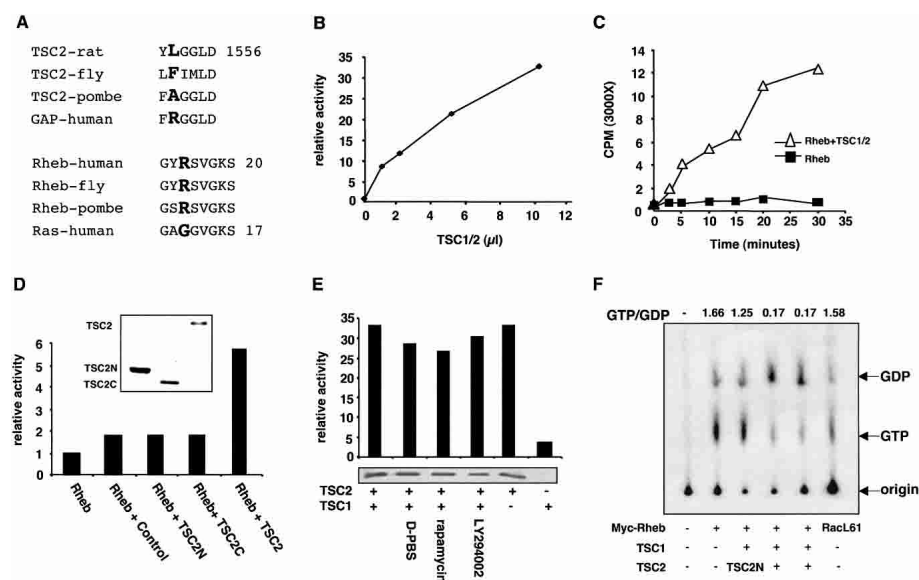 A
TSC2-rat YLGGLD 1556
TSC2-fly LFIMLD
TSC2-pombe FAGGLD
GAP-human FRGGLD
Rheb-human GYRSVGKS 20
Rheb-fly GYRSVGKS
Rheb-pombe GSRSVGKS
Ras-human GAGGVGKS 17
B
relative activity
35
30
25
20
15
10
5
0
0 2 4 6 8 10 12
TSC1/2 (µl)
C
CPM (3000X)
14
12
10
8
6
4
2
0
0 5 10 15 20 25 30 35
Time (minutes)
Rheb+TSC1/2
Rheb
D
relative activity
6
5
4
3
2
1
0
TSC2
TSC2N
TSC2C
Rheb
Rheb + Control
Rheb + TSC2N
Rheb+ TSC2C
Rheb + TSC2
E
relative activity
35
30
25
20
15
10
5
0
TSC2 + + + + + -
TSC1 + + + + - +
D-PBS
rapamycin
LY294002
F
GTP/GDP - 1.66 1.25 0.17 0.17 1.58
GDP
GTP
origin
Myc-Rheb - + + + + RacL61
TSC1 - - + + + -
TSC2 - - TSC2N + + -